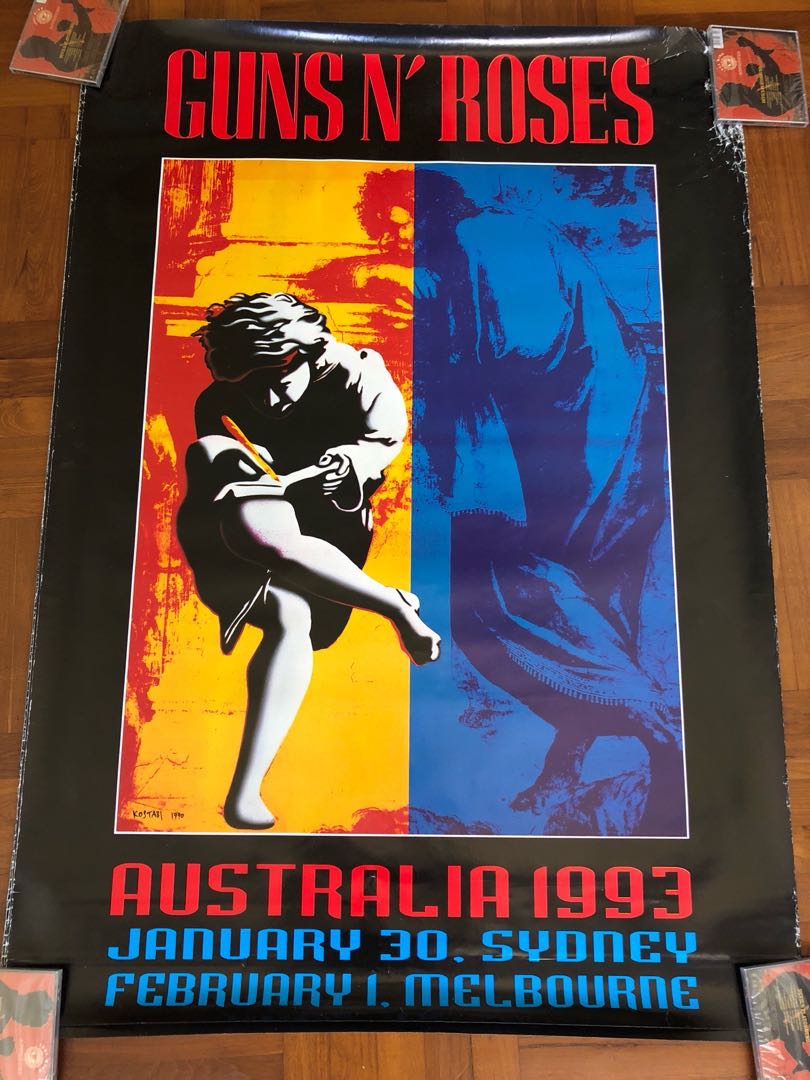 GUNS N' ROSES
KOSTABI 1990
AUSTRALIA 1993
JANUARY 30. SYDNEY
FEBRUARY 1. MELBOURNE